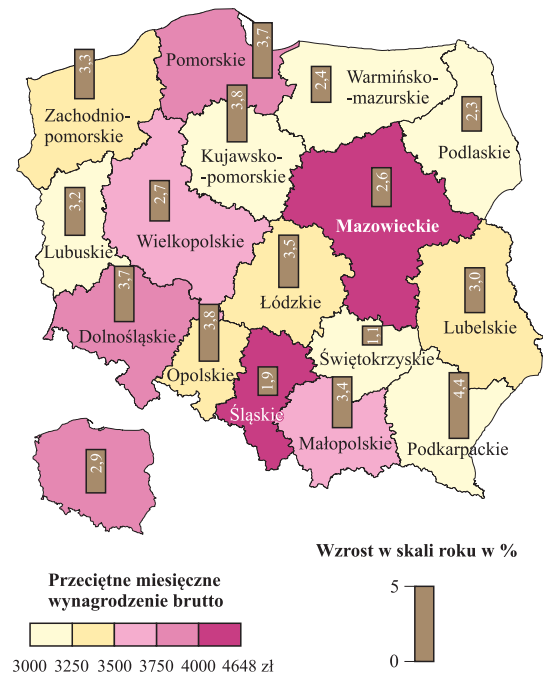 3,7
Pomorskie
3,3
2,4
Warmińsko-
-mazurskie
3,8
2,3
Zachodnio-
pomorskie
Kujawsko-
-pomorskie
Podlaskie
2,6
2,7
3,2
Mazowieckie
Wielkopolskie
Lubuskie
3,5
3,7
3,0
Łódzkie
3,8
Dolnośląskie
1,1
Lubelskie
Świętokrzyskie
Opolskie
1,9
3,4
4,4
Śląskie
Małopolskie
Podkarpackie
2,9
Wzrost w skali roku w %
5
0
Przeciętne miesięczne
wynagrodzenie brutto
3000 3250 3500 3750 4000 4648 zł